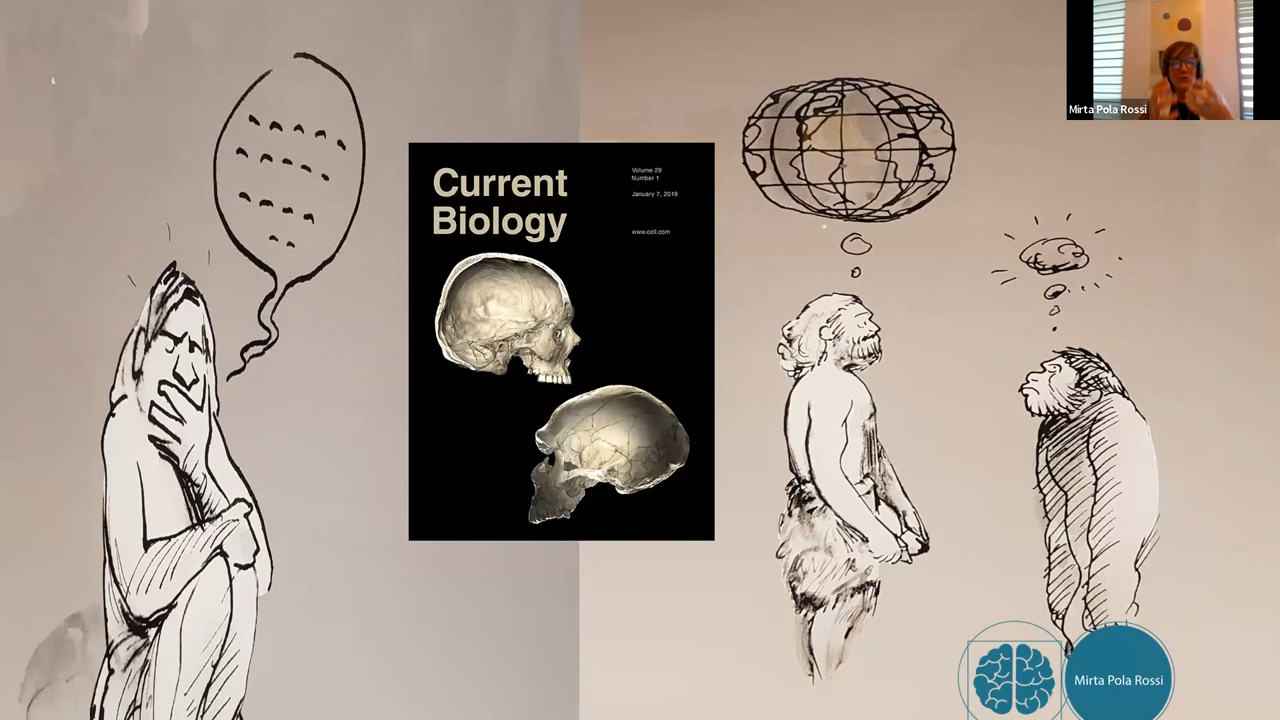 Current
Biology
Volume 29
Number 1
January 7, 2019
www.cell.com
Mirta Pola Rossi
Mirta Pola Rossi